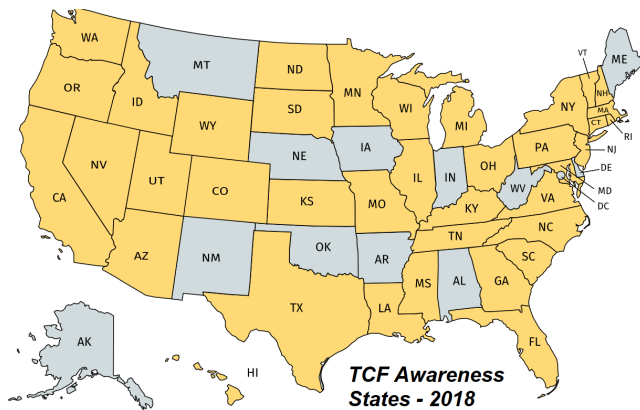 WA
MT
ND
MN
ME
VT
NH
OR
ID
SD
WI
MI
NY
MA
CT
RI
WY
NE
IA
PA
NJ
NV
UT
CO
IL
IN
OH
DE
WV
MD
VA
DC
CA
KS
MO
KY
NC
AZ
NM
OK
AR
TN
SC
TX
LA
MS
AL
GA
FL
AK
HI
TCF Awareness
States - 2018